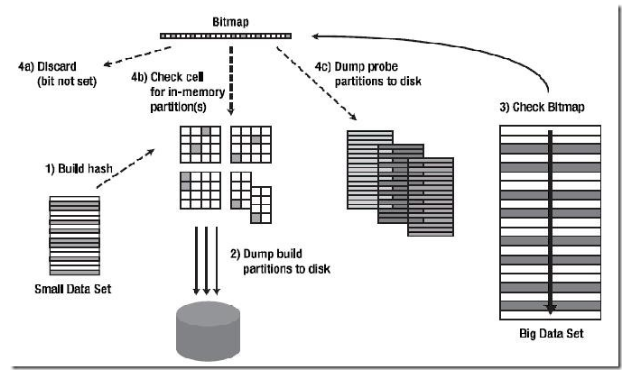 Bitmap
4a) Discard
(bit not set)
4b) Check cell
for in-memory
partition(s)
4c) Dump probe
partitions to disk
3) Check Bitmap
1) Build hash
2) Dump build
partitions to disk
Small Data Set
Big Data Set